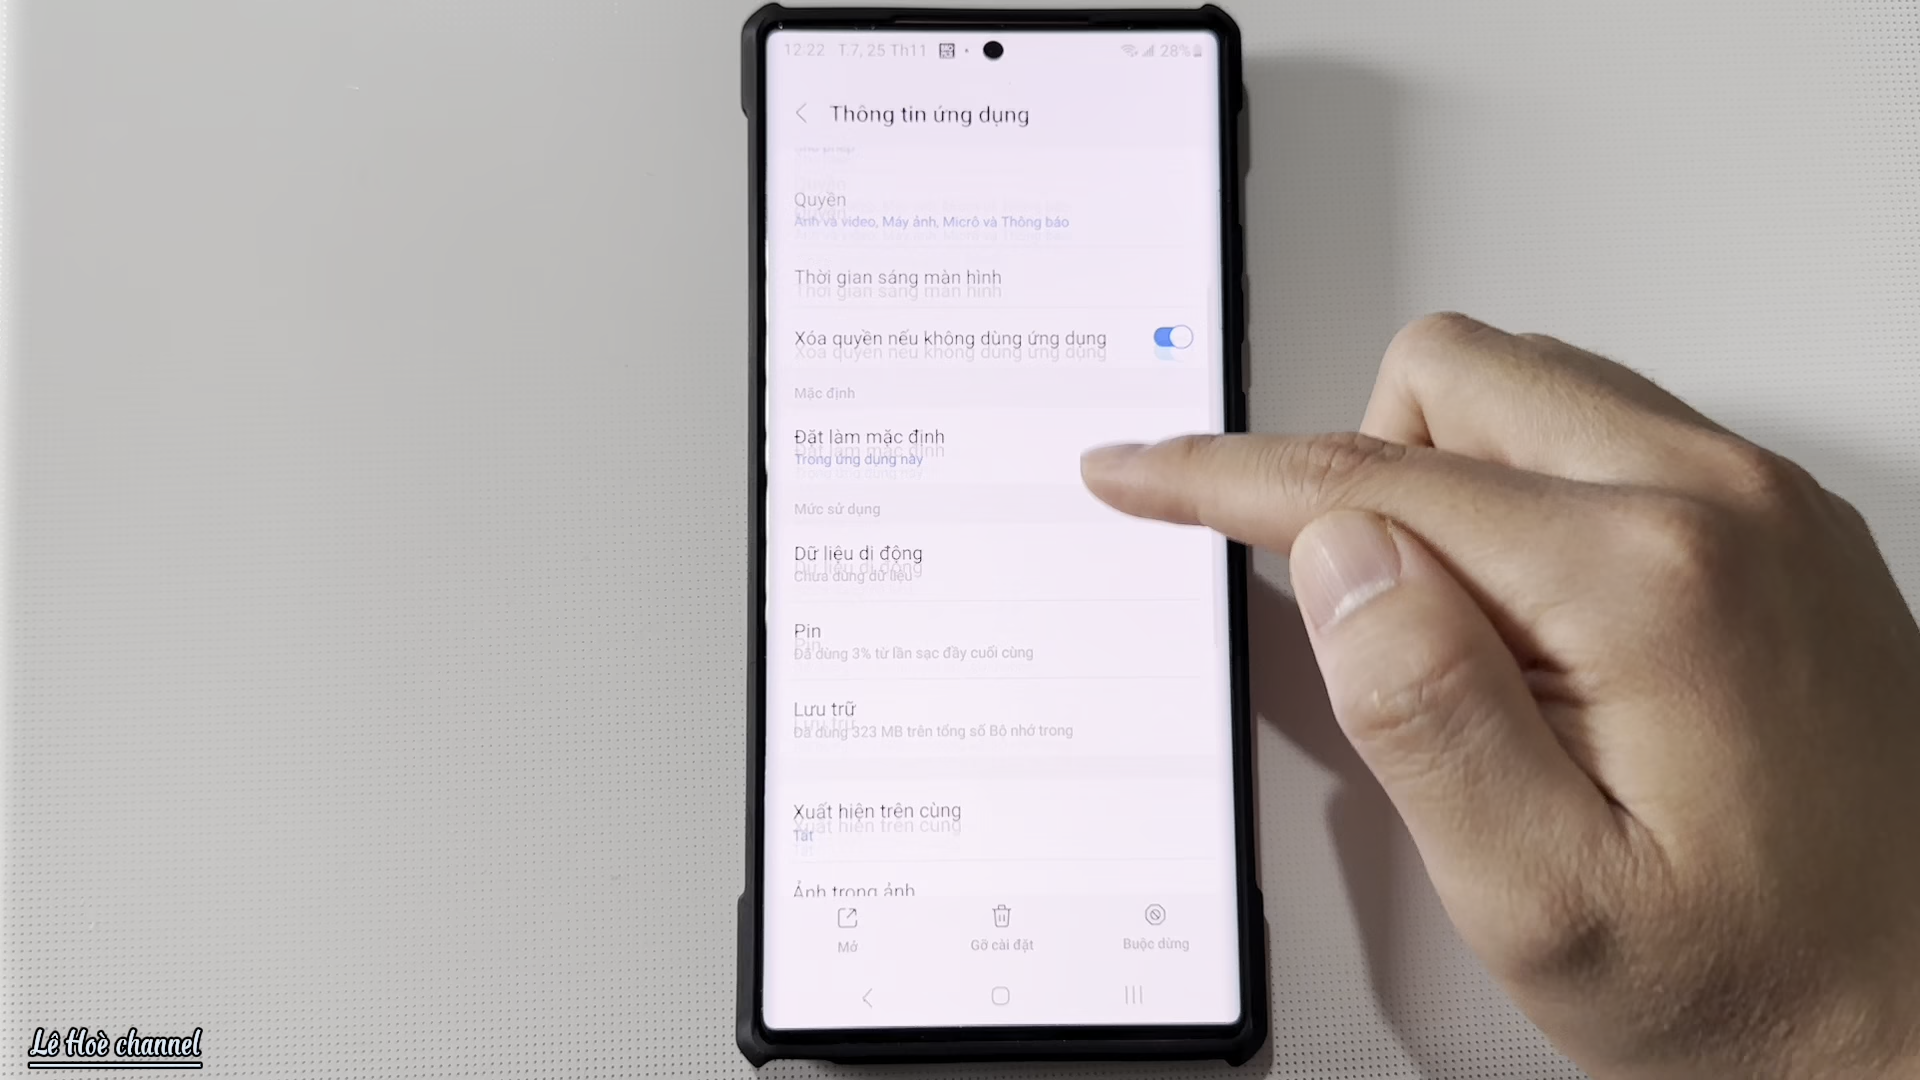 12:22 T.7, 25 Th11 28%
Thông tin ứng dụng
Quyền
Ảnh và video, Máy ảnh, Micrô và Thông báo
Thời gian sáng màn hình
Xóa quyền nếu không dùng ứng dụng
Mặc định
Đặt làm mặc định
Trong ứng dụng này
Mức sử dụng
Dữ liệu di động
Chưa dùng dữ liệu
Pin
Đã dùng 3% từ lần sạc đầy cuối cùng
Lưu trữ
Đã dùng 323 MB trên tổng số Bộ nhớ trong
Xuất hiện trên cùng
Tắt
Ảnh trong ảnh
Mở
Gỡ cài đặt
Buộc dừng
Lê Hoè channel